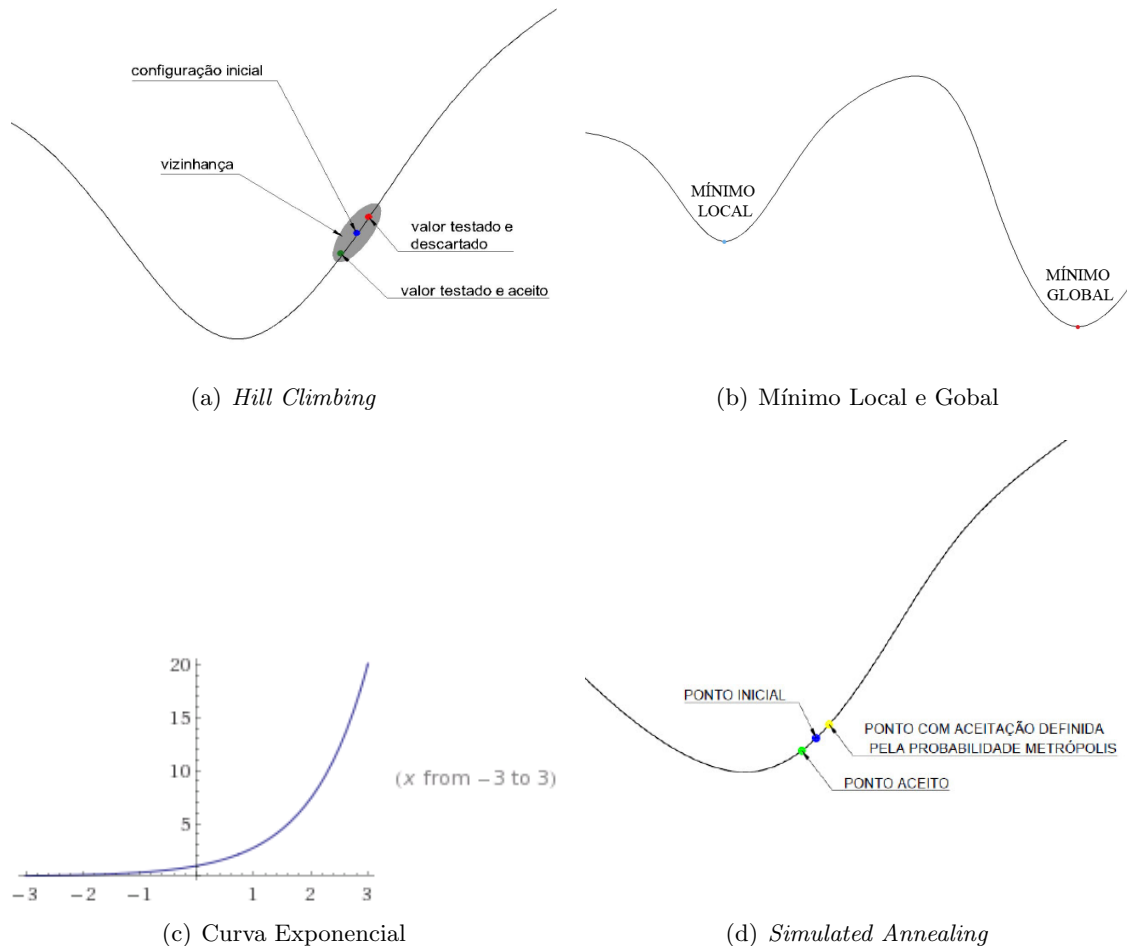 configuração inicial
vizinhança
valor testado e
descartado
valor testado e aceito
(a) Hill Climbing
MÍNIMO
LOCAL
MÍNIMO
GLOBAL
(b) Mínimo Local e Gobal
20
15
10
5
−3 −2 −1 1 2 3
(x from −3 to 3)
(c) Curva Exponencial
PONTO INICIAL
PONTO COM ACEITAÇÃO DEFINIDA
PELA PROBABILIDADE METRÓPOLIS
PONTO ACEITO
(d) Simulated Annealing